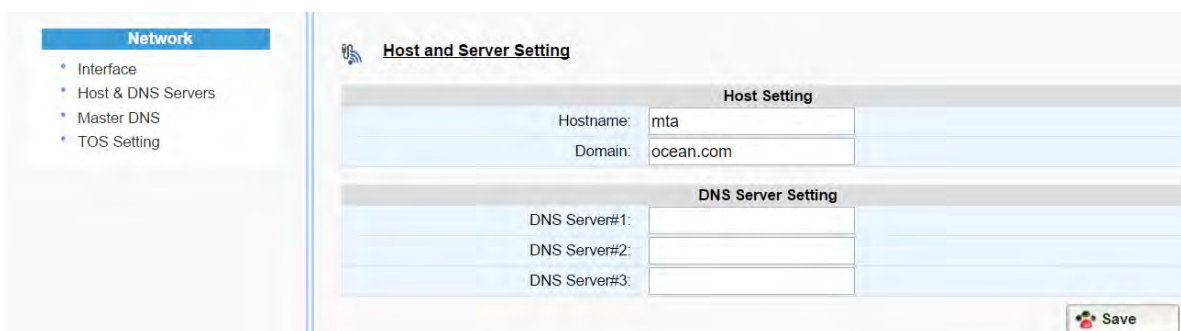 Network
Interface
Host & DNS Servers
Master DNS
TOS Setting
Host and Server Setting
Host Setting
Hostname: mta
Domain: ocean.com
DNS Server Setting
DNS Server#1:
DNS Server#2:
DNS Server#3:
Save